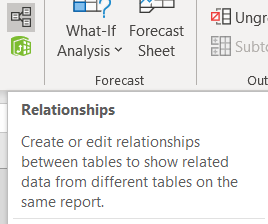 What-If Forecast Ungr
Analysis Sheet Subto
Forecast Out
Relationships
Create or edit relationships
between tables to show related
data from different tables on the
same report.